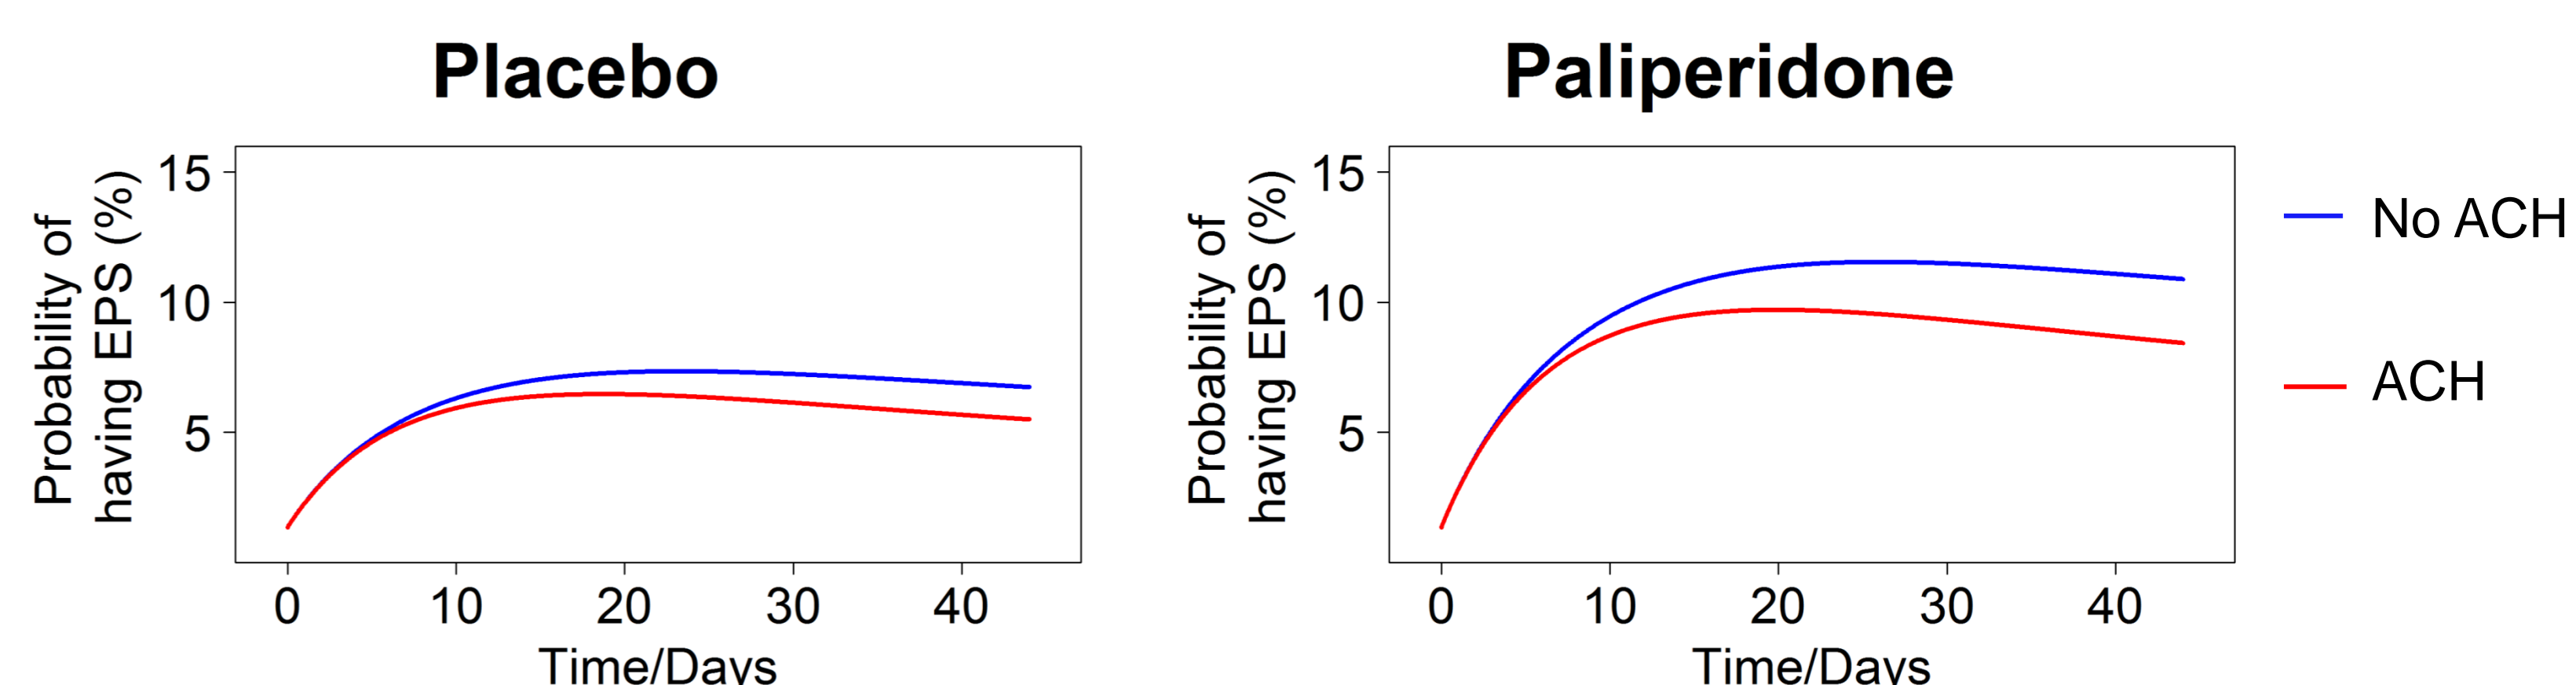 Placebo
Paliperidone
Probability of
having EPS (%)
15
10
5
0 10 20 30 40
Time/Days
Probability of
having EPS (%)
15
10
5
0 10 20 30 40
Time/Days
No ACH
ACH